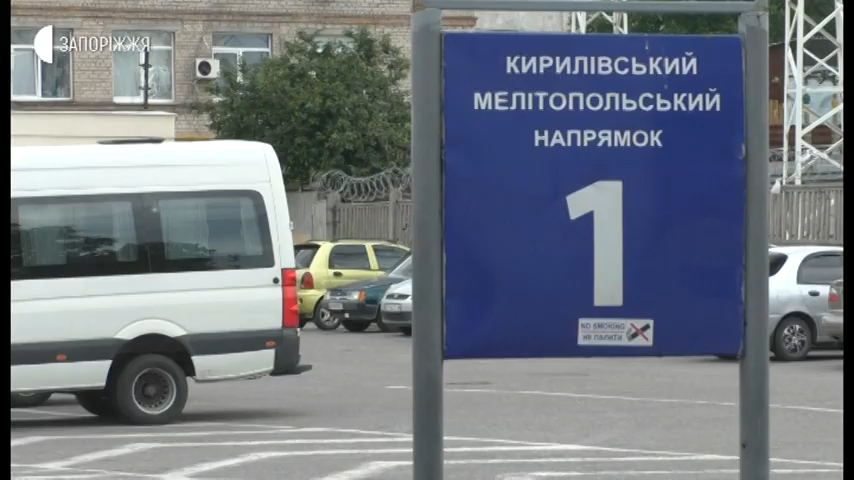 ЗАПОРІЖЖЯ
КИРИЛІВСЬКИЙ
МЕЛІТОПОЛЬСЬКИЙ
НАПРЯМОК
1
NO SMOKING
НЕ ПАЛИТИ